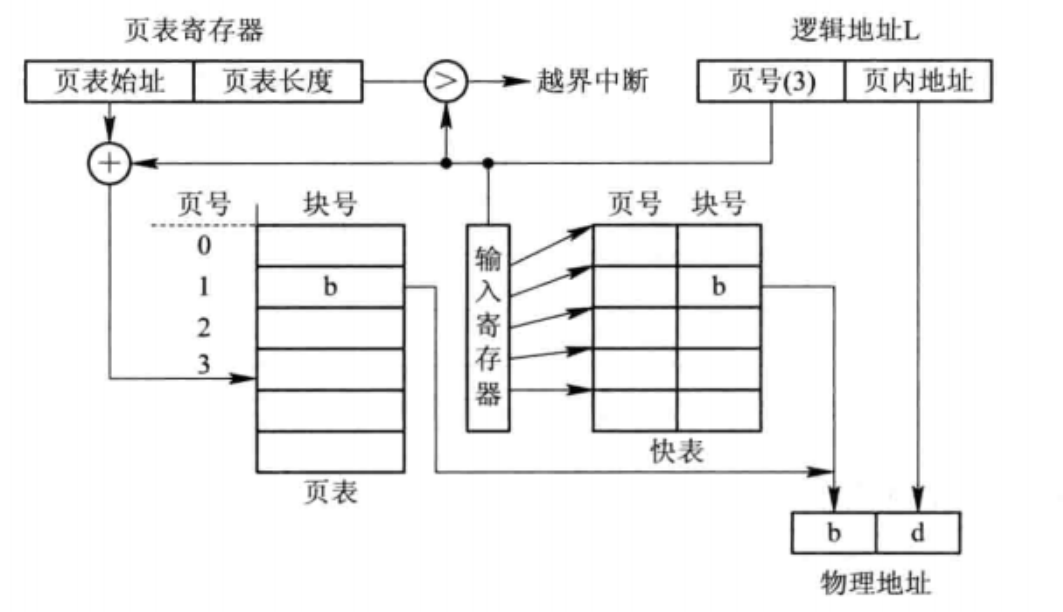 页表寄存器
逻辑地址L
页表始址 页表长度 > 越界中断 页号(3) 页内地址
+
页号 块号 页号 块号
0
1 b b
2
3
输入寄存器
快表
页表
b d
物理地址